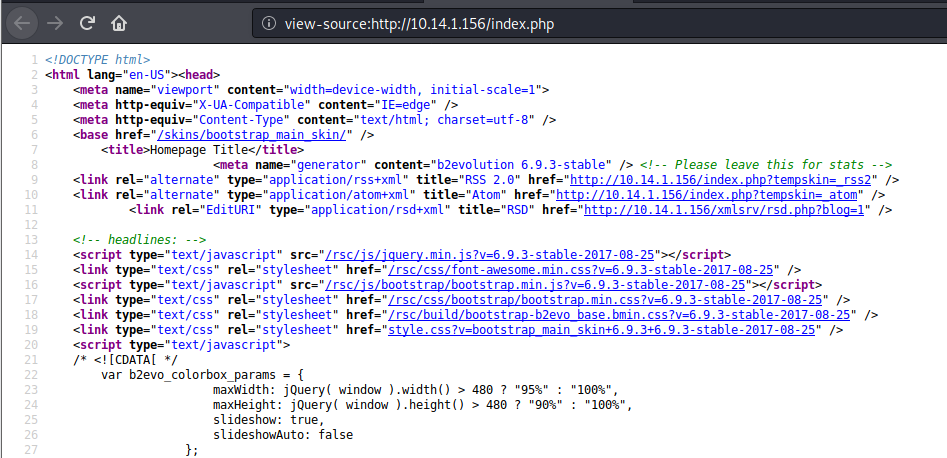 view-source:http://10.14.1.156/index.php
1 <!DOCTYPE html>
2 <html lang="en-US"><head>
3 <meta name="viewport" content="width=device-width, initial-scale=1">
4 <meta http-equiv="X-UA-Compatible" content="IE=edge" />
5 <meta http-equiv="Content-Type" content="text/html; charset=utf-8" />
6 <base href="/skins/bootstrap_main_skin/" />
7 <title>Homepage Title</title>
8 <meta name="generator" content="b2evolution 6.9.3-stable" /> <!-- Please leave this for stats -->
9 <link rel="alternate" type="application/rss+xml" title="RSS 2.0" href="http://10.14.1.156/index.php?tempskin=_rss2" />
10 <link rel="alternate" type="application/atom+xml" title="Atom" href="http://10.14.1.156/index.php?tempskin=_atom" />
11 <link rel="EditURI" type="application/rsd+xml" title="RSD" href="http://10.14.1.156/xmlsrv/rsd.php?blog=1" />
12
13 <!-- headlines: -->
14 <script type="text/javascript" src="/rsc/js/jquery.min.js?v=6.9.3-stable-2017-08-25"></script>
15 <link type="text/css" rel="stylesheet" href="/rsc/css/font-awesome.min.css?v=6.9.3-stable-2017-08-25" />
16 <script type="text/javascript" src="/rsc/js/bootstrap/bootstrap.min.js?v=6.9.3-stable-2017-08-25"></script>
17 <link type="text/css" rel="stylesheet" href="/rsc/css/bootstrap/bootstrap.min.css?v=6.9.3-stable-2017-08-25" />
18 <link type="text/css" rel="stylesheet" href="/rsc/build/bootstrap-b2evo_base.bmin.css?v=6.9.3-stable-2017-08-25" />
19 <link type="text/css" rel="stylesheet" href="style.css?v=bootstrap_main_skin+6.9.3+6.9.3-stable-2017-08-25" />
20 <script type="text/javascript">
21 /* <![CDATA[ */
22 var b2evo_colorbox_params = {
23 maxWidth: jQuery( window ).width() > 480 ? "95%" : "100%",
24 maxHeight: jQuery( window ).height() > 480 ? "90%" : "100%",
25 slideshow: true,
26 slideshowAuto: false
27 };